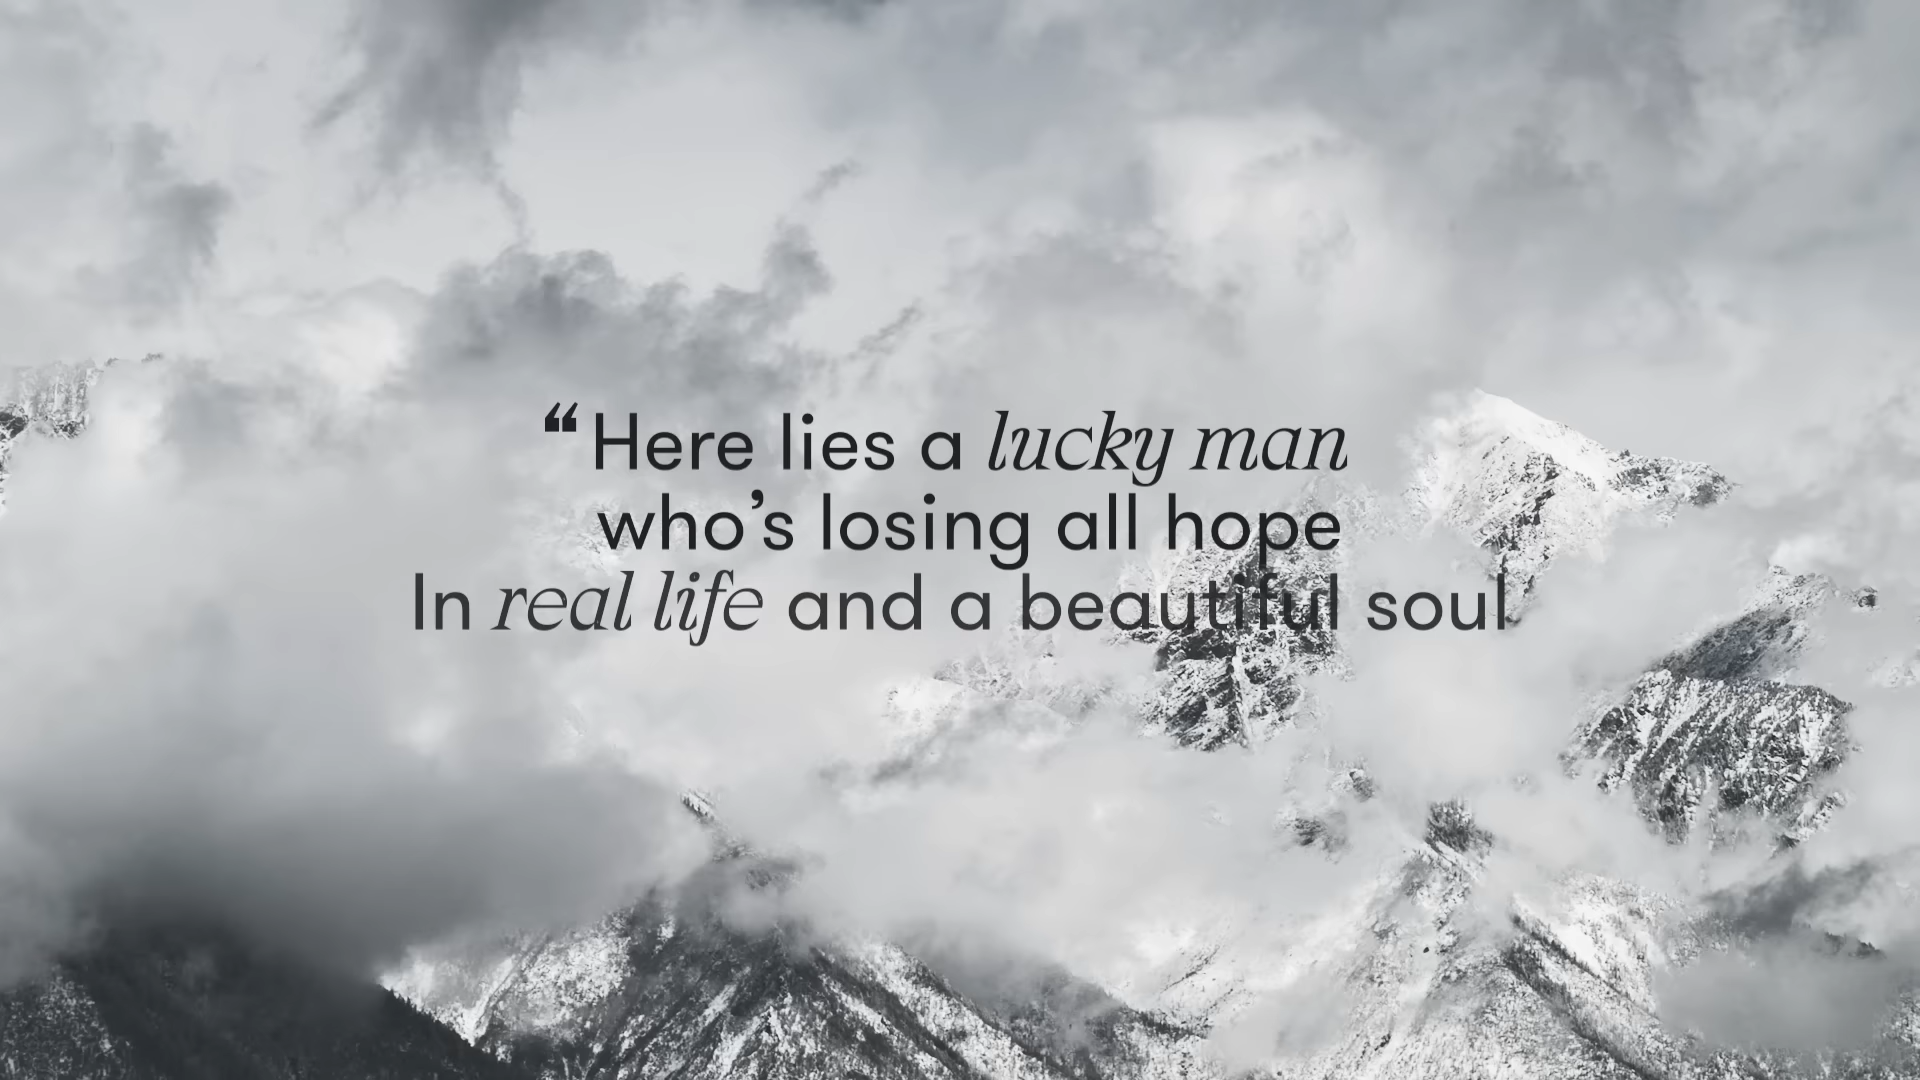 ❝Here lies a lucky man
who’s losing all hope
In real life and a beautiful soul